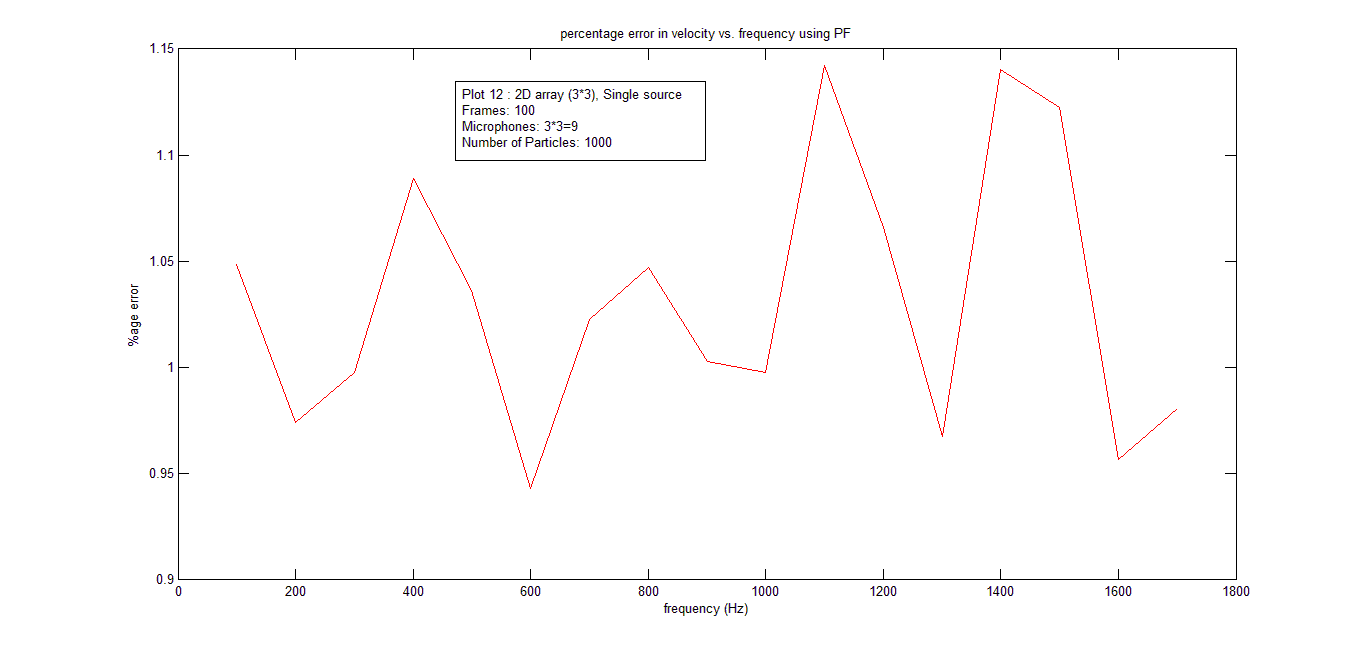 percentage error in velocity vs. frequency using PF
1.15
Plot 12 : 2D array (3*3), Single source
Frames: 100
Microphones: 3*3=9
Number of Particles: 1000
1.1
1.05
%age error
1
0.95
0.9
0 200 400 600 800 1000 1200 1400 1600 1800
frequency (Hz)